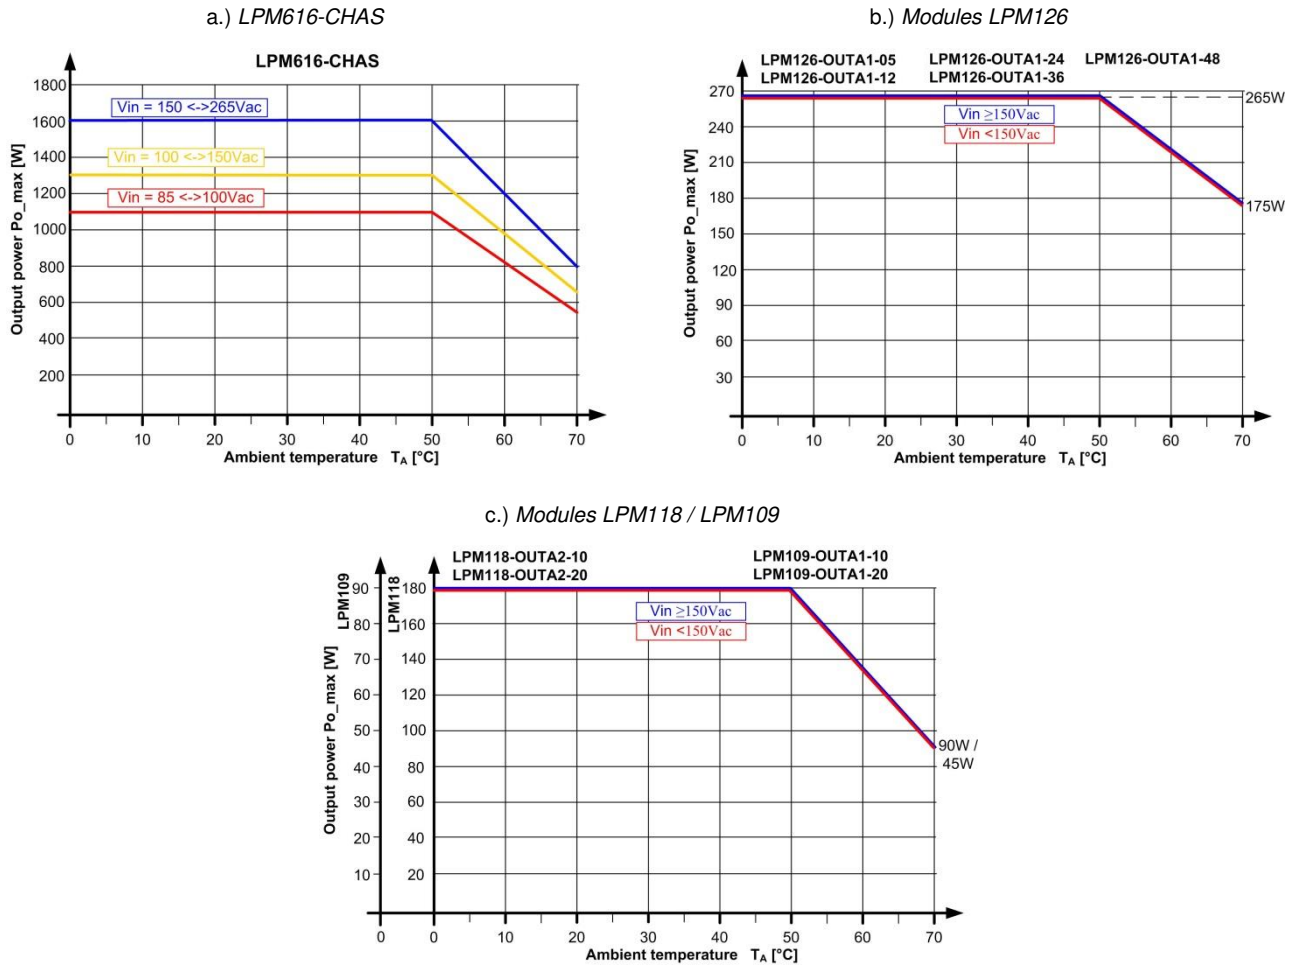 a.) LPM616-CHAS
LPM616-CHAS
Output power Po_max [W]
1800
1600
1400
1200
1000
800
600
400
200
Vin = 150 <->265Vac
Vin = 100 <->150Vac
Vin = 85 <->100Vac
0 10 20 30 40 50 60 70
Ambient temperature TA [°C]
b.) Modules LPM126
LPM126-OUTA1-05 LPM126-OUTA1-24 LPM126-OUTA1-48
LPM126-OUTA1-12 LPM126-OUTA1-36
Output power Po_max [W]
270
240
210
180
150
120
90
60
30
Vin ≥150Vac
Vin <150Vac
265W
175W
0 10 20 30 40 50 60 70
Ambient temperature TA [°C]
c.) Modules LPM118 / LPM109
LPM118-OUTA2-10 LPM109-OUTA1-10
LPM118-OUTA2-20 LPM109-OUTA1-20
Output power Po_max [W]
LPM109
LPM118
90 180
80 160
70 140
60 120
50 100
40 80
30 60
20 40
10 20
Vin ≥150Vac
Vin <150Vac
90W /
45W
0 0 10 20 30 40 50 60 70
Ambient temperature TA [°C]